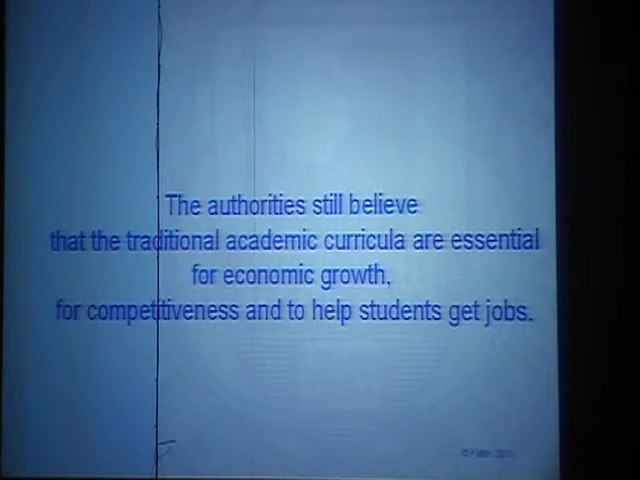 The authorities still believe
that the traditional academic curricula are essential
for economic growth,
for competitiveness and to help students get jobs.